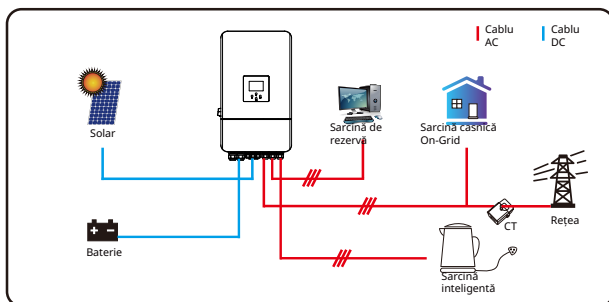 Cablu
AC
Cablu
DC
Solar
Sarcină de
rezervă
Sarcină casnică
On-Grid
CT
Rețea
Baterie
Sarcină
inteligentă